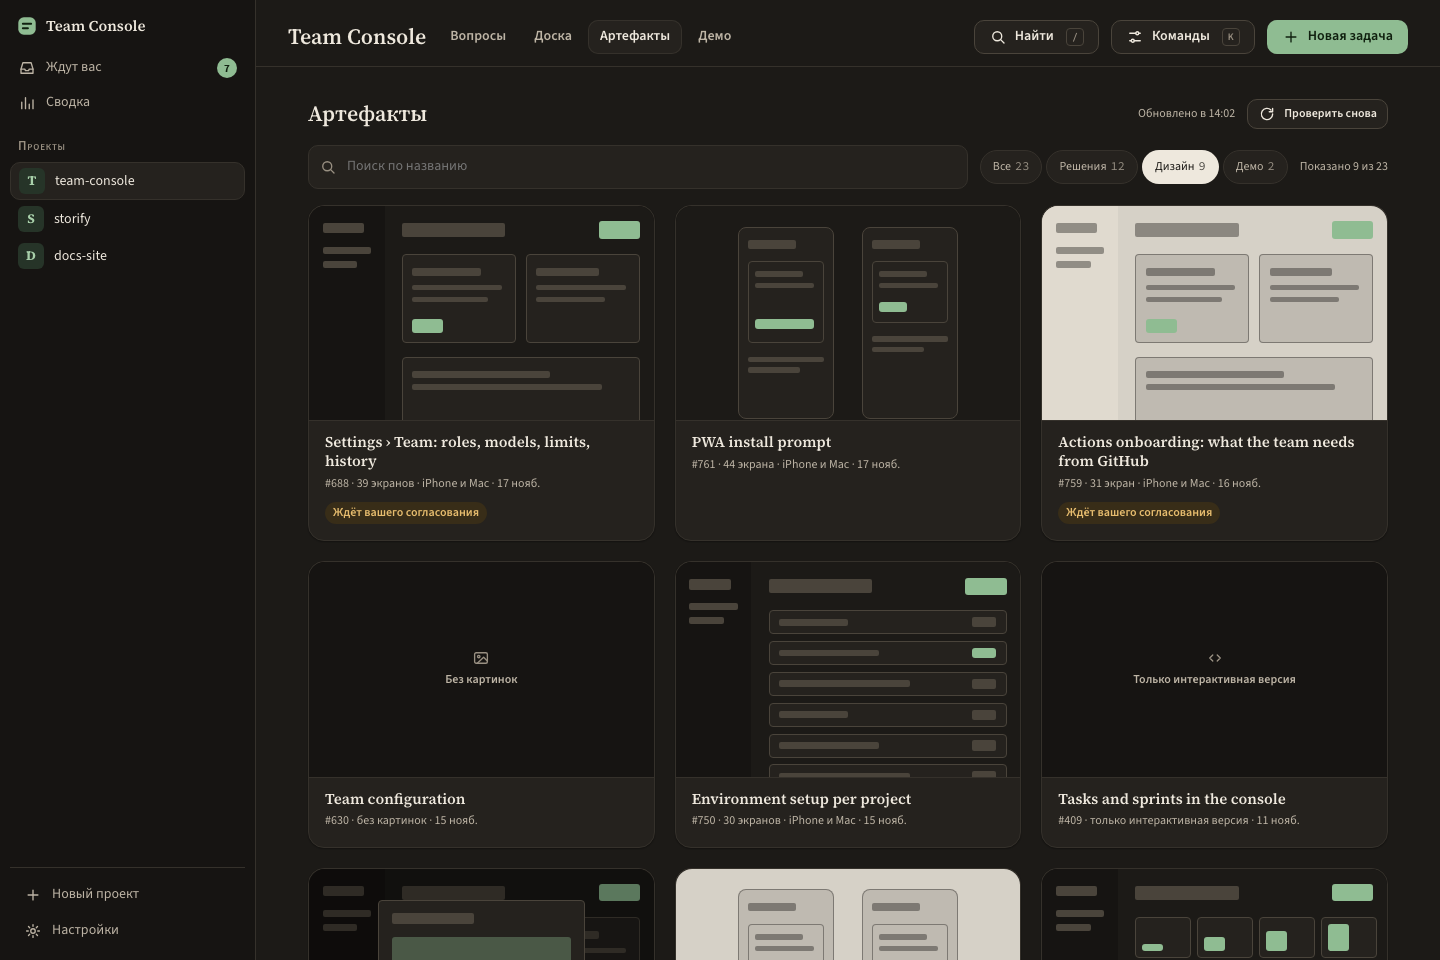 Team Console
Ждут вас
7
Сводка
Проекты
T
team-console
S
storify
D
docs-site
Новый проект
Настройки
Team Console
Вопросы
Доска
Артефакты
Демо
Найти /
Команды K
Новая задача
Артефакты
Обновлено в 14:02
Проверить снова
Поиск по названию
Все 23
Решения 12
Дизайн 9
Демо 2
Показано 9 из 23
Settings › Team: roles, models, limits,
history
#688 · 39 экранов · iPhone и Mac · 17 нояб.
Ждёт вашего согласования
PWA install prompt
#761 · 44 экрана · iPhone и Mac · 17 нояб.
Actions onboarding: what the team needs
from GitHub
#759 · 31 экран · iPhone и Mac · 16 нояб.
Ждёт вашего согласования
Без картинок
Team configuration
#630 · без картинок · 15 нояб.
Environment setup per project
#750 · 30 экранов · iPhone и Mac · 15 нояб.
Только интерактивная версия
Tasks and sprints in the console
#409 · только интерактивная версия · 11 нояб.